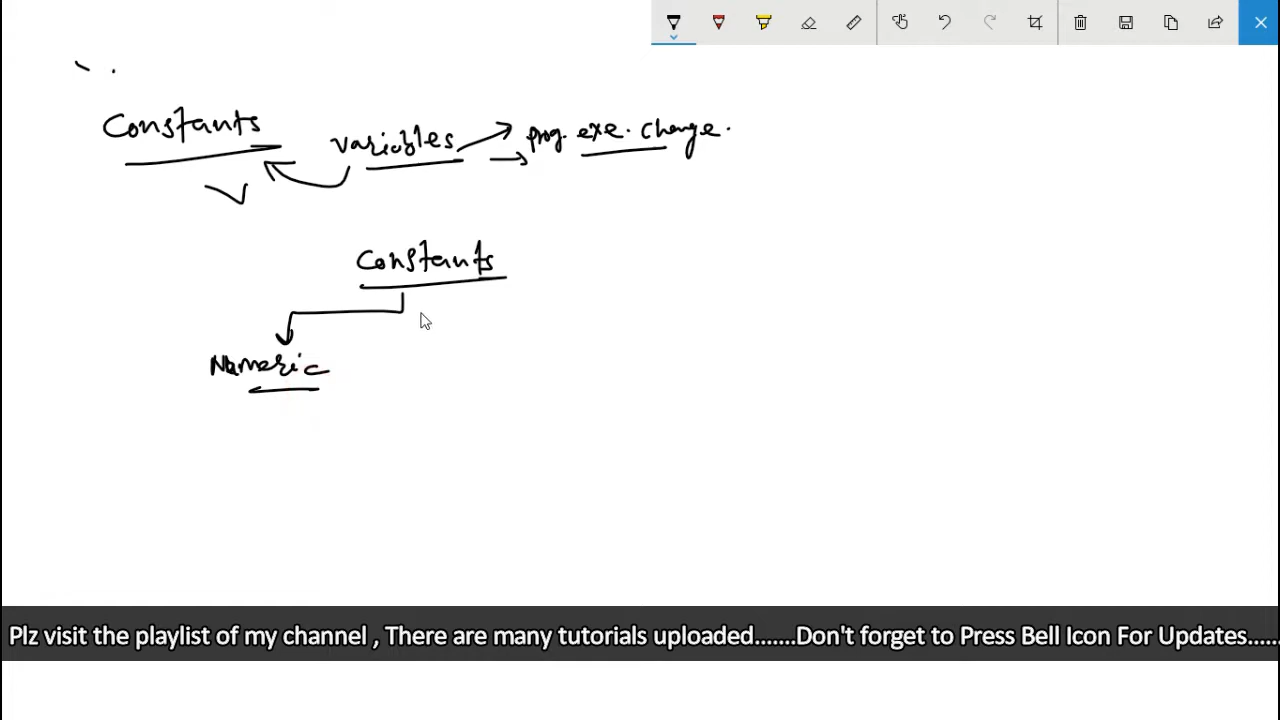 Constants variables prog. exe. change.
Constants
Numeric
Plz visit the playlist of my channel , There are many tutorials uploaded.......Don't forget to Press Bell Icon For Updates......